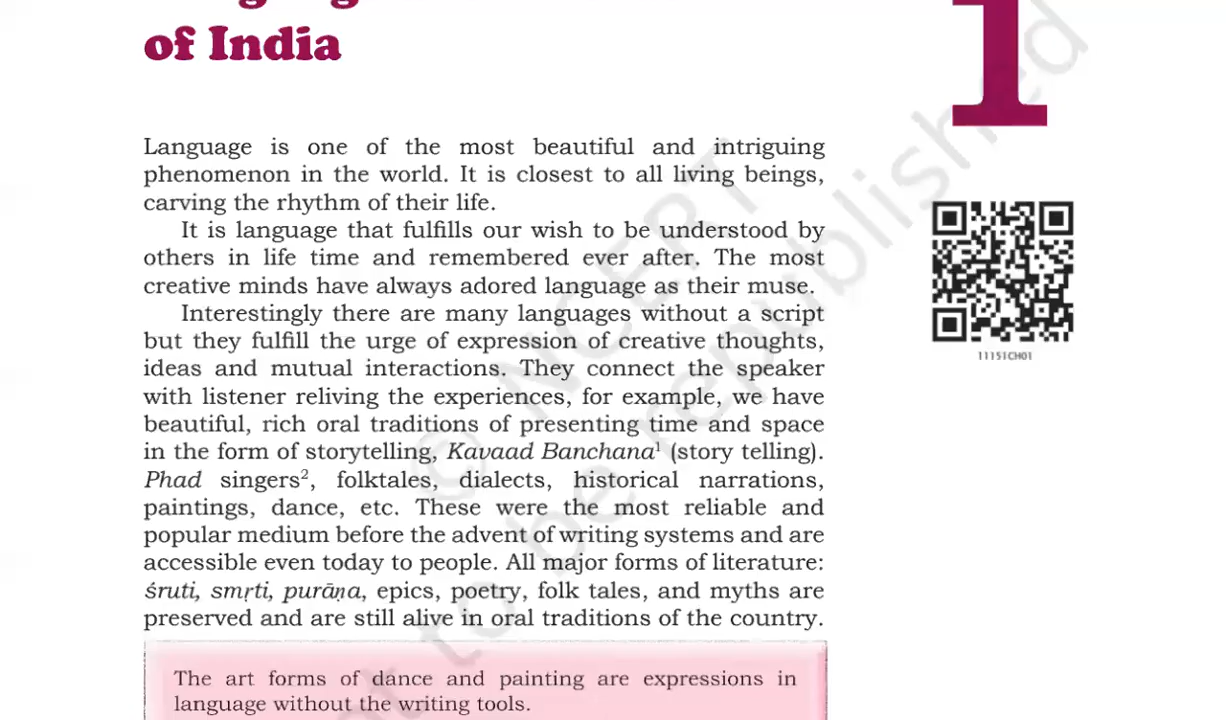 of India
1
Language is one of the most beautiful and intriguing
phenomenon in the world. It is closest to all living beings,
carving the rhythm of their life.
It is language that fulfills our wish to be understood by
others in life time and remembered ever after. The most
creative minds have always adored language as their muse.
Interestingly there are many languages without a script
but they fulfill the urge of expression of creative thoughts,
ideas and mutual interactions. They connect the speaker
with listener reliving the experiences, for example, we have
beautiful, rich oral traditions of presenting time and space
in the form of storytelling, Kavaad Banchana¹ (story telling).
Phad singers², folktales, dialects, historical narrations,
paintings, dance, etc. These were the most reliable and
popular medium before the advent of writing systems and are
accessible even today to people. All major forms of literature:
śruti, smṛti, purāṇa, epics, poetry, folk tales, and myths are
preserved and are still alive in oral traditions of the country.
The art forms of dance and painting are expressions in
language without the writing tools.
11151CH01
© NCERT
not to be republished